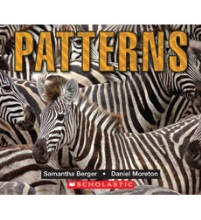 PATTERNS
Samantha Berger • Daniel Moreton
SCHOLASTIC